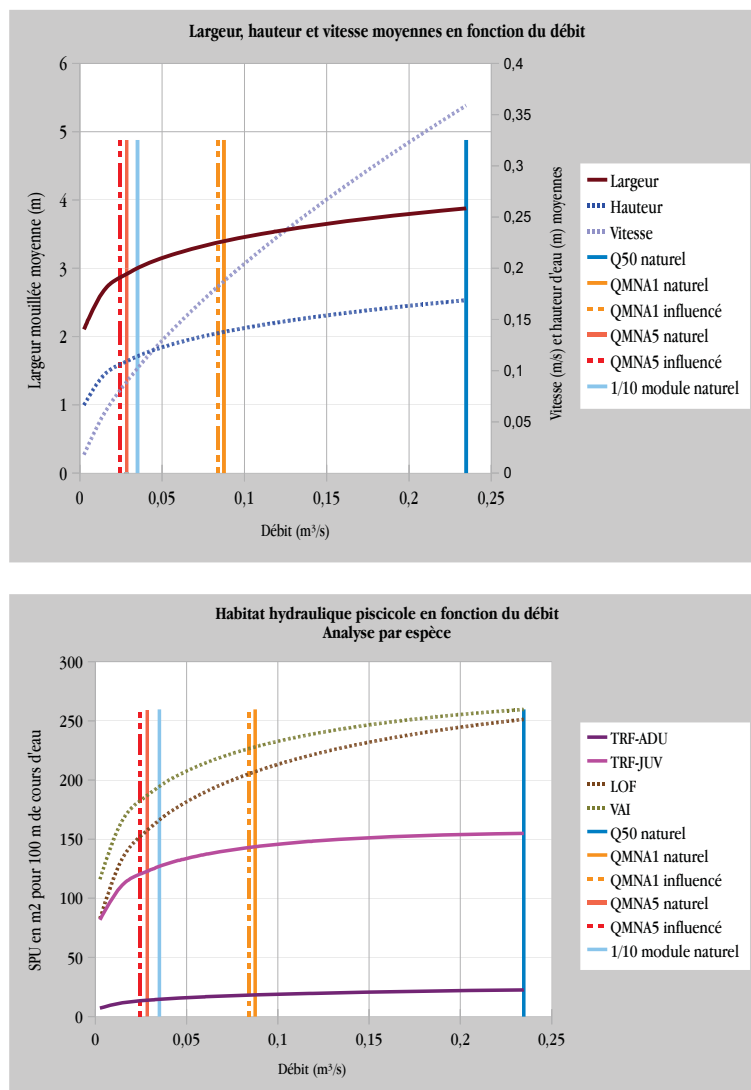 Largeur, hauteur et vitesse moyennes en fonction du débit
Largeur mouillée moyenne (m)
6
5
4
3
2
1
0
0,4
0,35
0,3
0,25
0,2
0,15
0,1
0,05
0
Vitesse (m/s) et hauteur d'eau (m) moyennes
0
0,05
0,1
0,15
0,2
0,25
Débit (m³/s)
Largeur
Hauteur
Vitesse
Q50 naturel
QMNA1 naturel
QMNA1 influencé
QMNA5 naturel
QMNA5 influencé
1/10 module naturel
Habitat hydraulique piscicole en fonction du débit
Analyse par espèce
SPU en m2 pour 100 m de cours d'eau
300
250
200
150
100
50
0
0
0,05
0,1
0,15
0,2
0,25
Débit (m³/s)
TRF-ADU
TRF-JUV
LOF
VAI
Q50 naturel
QMNA1 naturel
QMNA1 influencé
QMNA5 naturel
QMNA5 influencé
1/10 module naturel